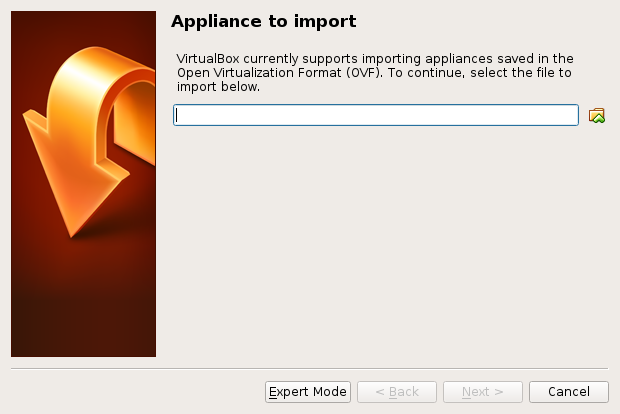 Appliance to import
VirtualBox currently supports importing appliances saved in the
Open Virtualization Format (OVF). To continue, select the file to
import below.
Expert Mode
< Back
Next >
Cancel